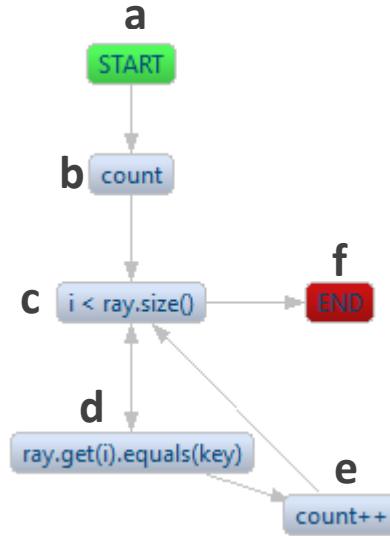 a
START
b
count
f
c
i < ray.size()
END
d
ray.get(i).equals(key)
e
count++